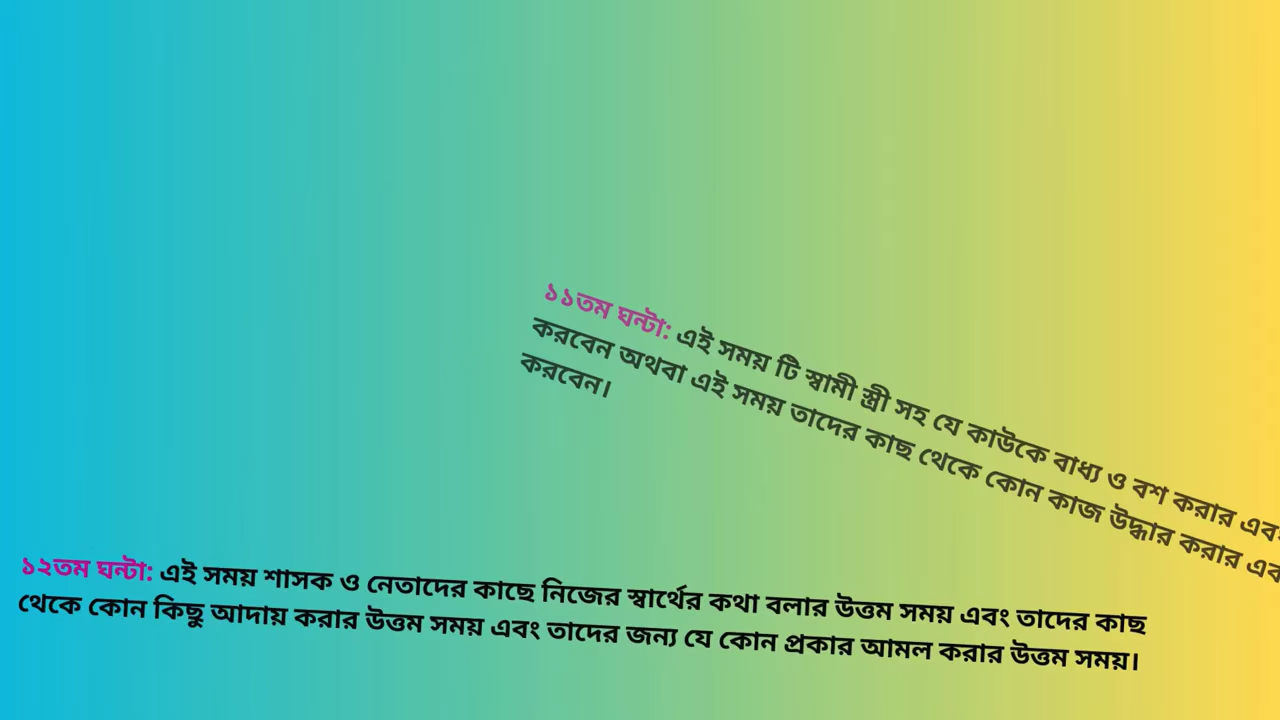 ১১তম ঘন্টা: এই সময় টি স্বামী স্ত্রী সহ যে কাউকে বাধ্য ও বশ করার
করবেন অথবা এই সময় তাদের কাছ থেকে কোন কাজ উদ্ধার করার
করবেন।
১২তম ঘন্টা: এই সময় শাসক ও নেতাদের কাছে নিজের স্বার্থের কথা বলার উত্তম সময় এবং তাদের কাছ
থেকে কোন কিছু আদায় করার উত্তম সময় এবং তাদের জন্য যে কোন প্রকার আমল করার উত্তম সময়।